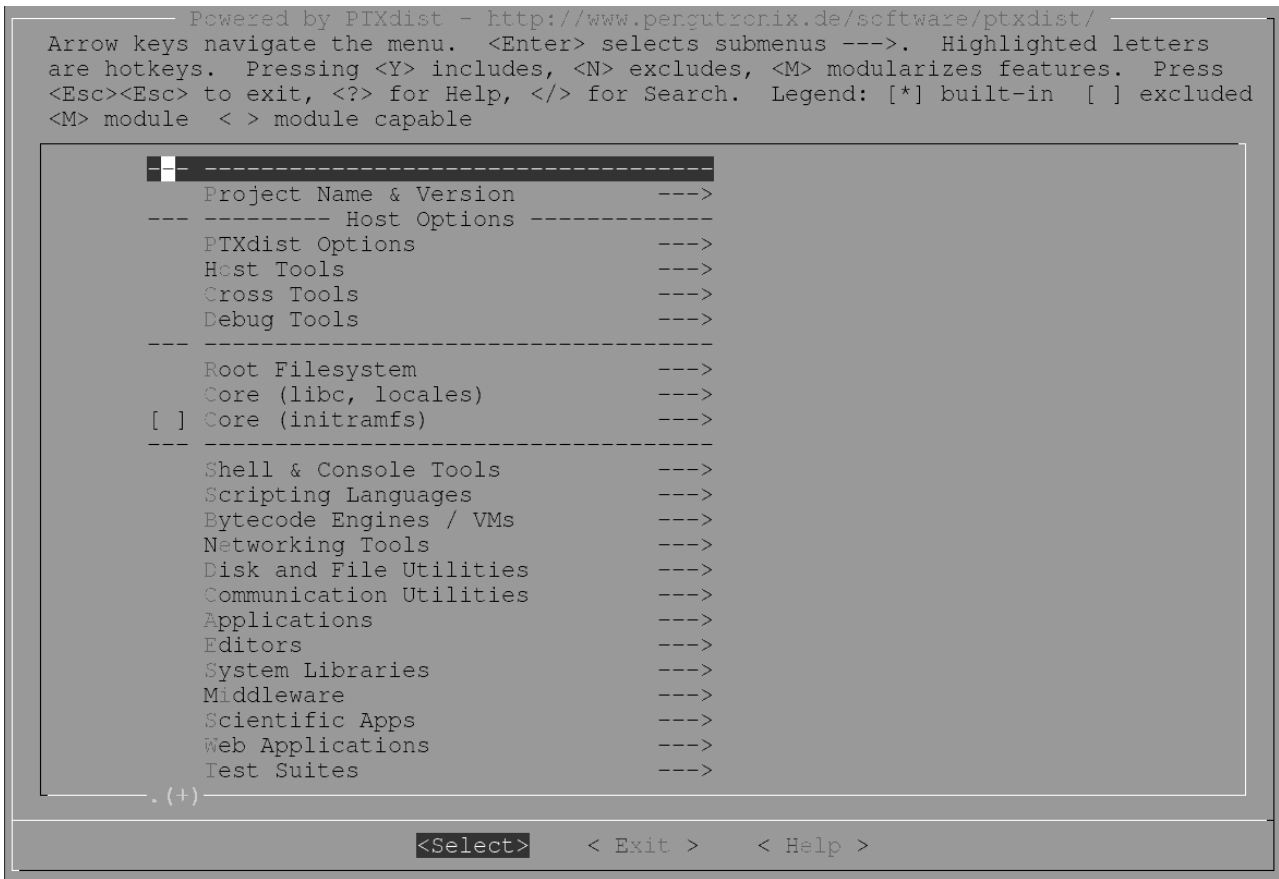 Powered by PTXdist - http://www.pengutronix.de/software/ptxdist/
Arrow keys navigate the menu.  <Enter> selects submenus --->.  Highlighted letters
are hotkeys.  Pressing <Y> includes, <N> excludes, <M> modularizes features.  Press
<Esc><Esc> to exit, <?> for Help, </> for Search.  Legend: [*] built-in  [ ] excluded
<M> module  < > module capable
--- ------------------------------------
Project Name & Version          --->
--- --------- Host Options -------------
PTXdist Options                 --->
Host Tools                      --->
Cross Tools                     --->
Debug Tools                     --->
--- ------------------------------------
Root Filesystem                 --->
Core (libc, locales)            --->
[ ] Core (initramfs)                --->
--- ------------------------------------
Shell & Console Tools           --->
Scripting Languages             --->
Bytecode Engines / VMs          --->
Networking Tools                --->
Disk and File Utilities         --->
Communication Utilities         --->
Applications                    --->
Editors                         --->
System Libraries                --->
Middleware                      --->
Scientific Apps                 --->
Web Applications                --->
Test Suites                     --->
.(+)
<Select>    < Exit >    < Help >